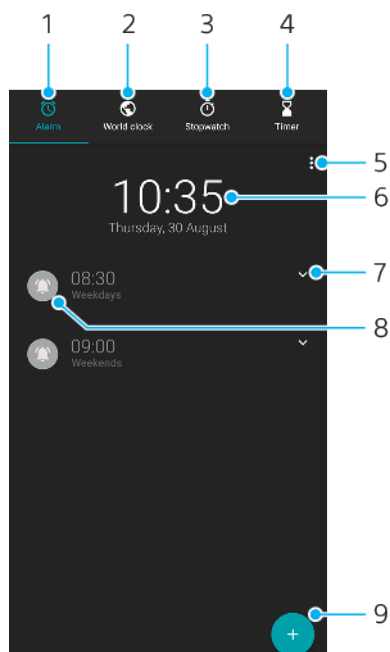 1 2 3 4
Alarm World clock Stopwatch Timer
5
10:35 6
Thursday, 30 August
08:30 7
Weekdays
8
09:00
Weekends
9
+